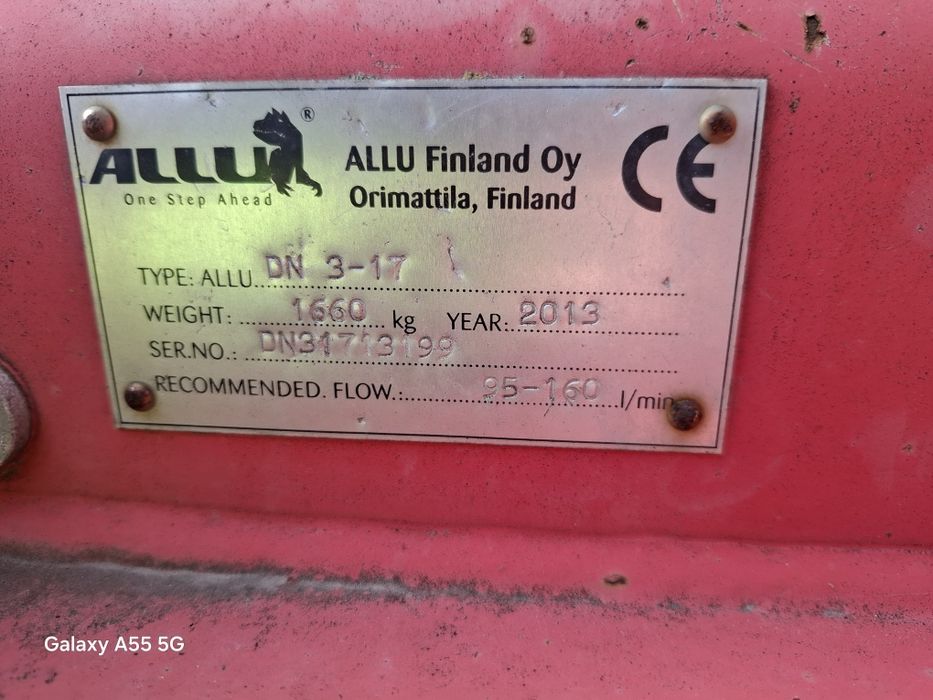 ALLU®
One Step Ahead
ALLU Finland Oy
Orimattila, Finland
CE
TYPE: ALLU DN 3-17
WEIGHT: 1660 kg YEAR: 2013
SER.NO.: DN31713199
RECOMMENDED. FLOW.: 95-160 l/min
Galaxy A55 5G